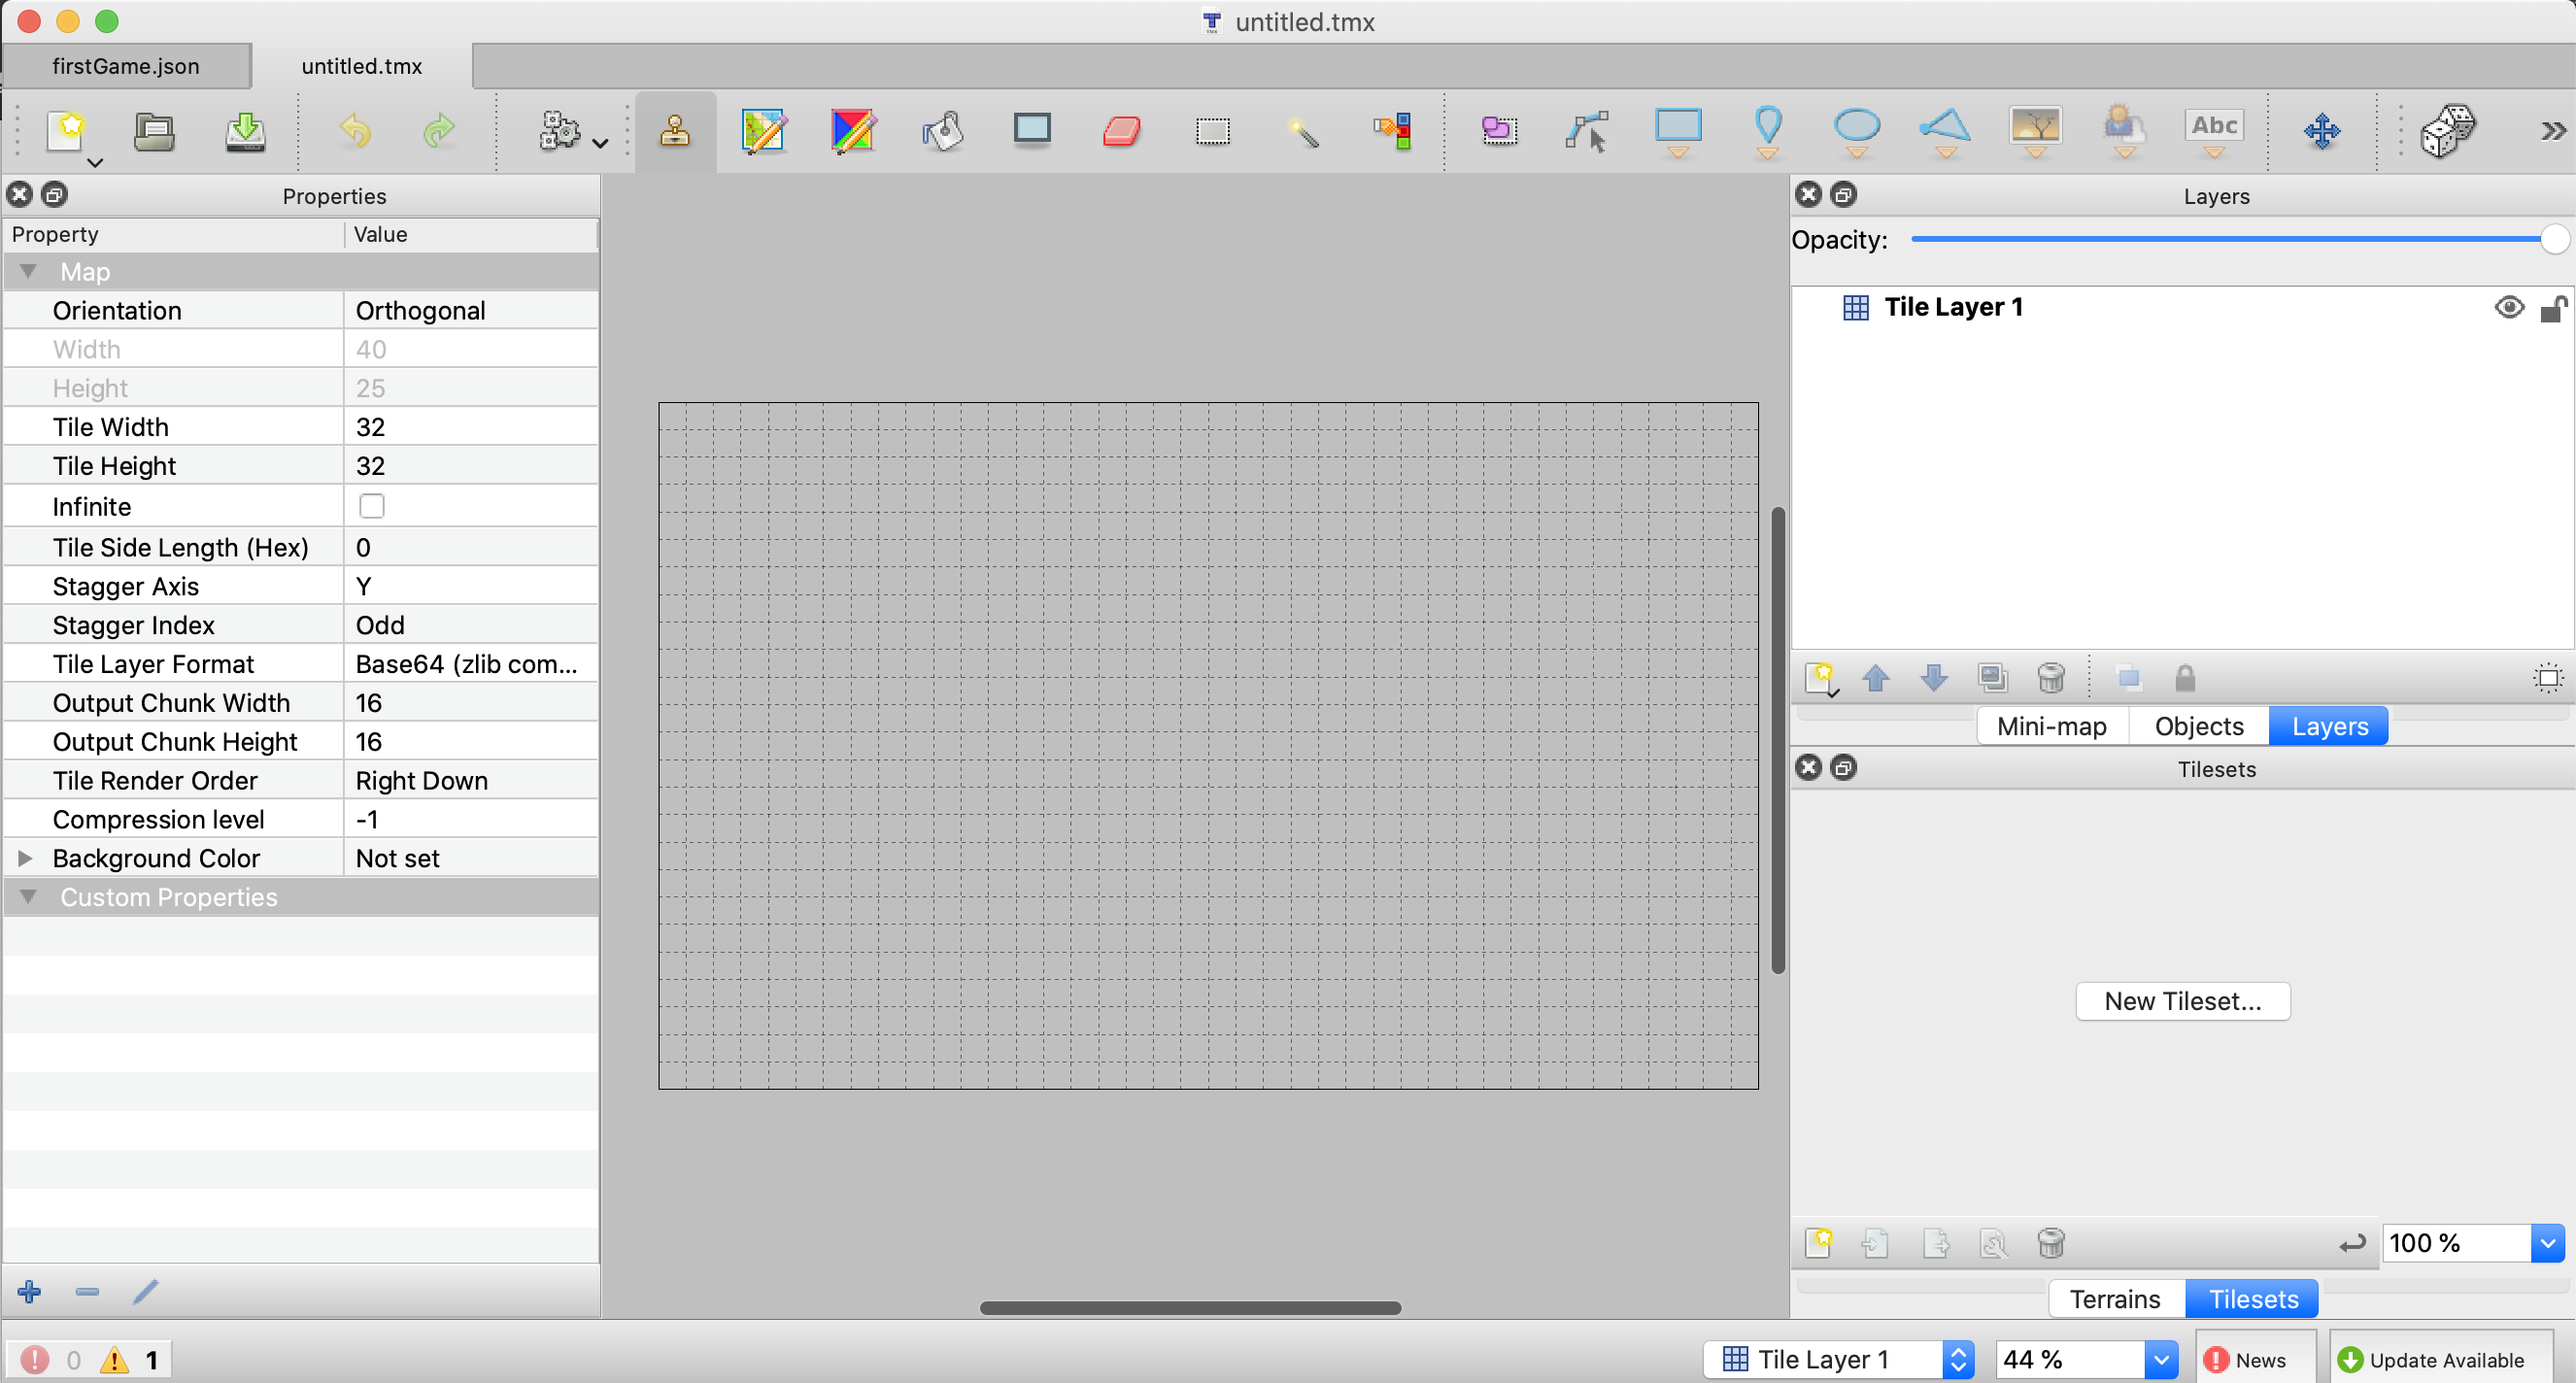 untitled.tmx
firstGame.json
untitled.tmx
Abc
Properties
Property Value
Map
Orientation Orthogonal
Width 40
Height 25
Tile Width 32
Tile Height 32
Infinite
Tile Side Length (Hex) 0
Stagger Axis Y
Stagger Index Odd
Tile Layer Format Base64 (zlib com...
Output Chunk Width 16
Output Chunk Height 16
Tile Render Order Right Down
Compression level -1
Background Color Not set
Custom Properties
Layers
Opacity:
Tile Layer 1
Mini-map Objects Layers
Tilesets
New Tileset...
100 %
Terrains Tilesets
0 1
Tile Layer 1 44 % News Update Available